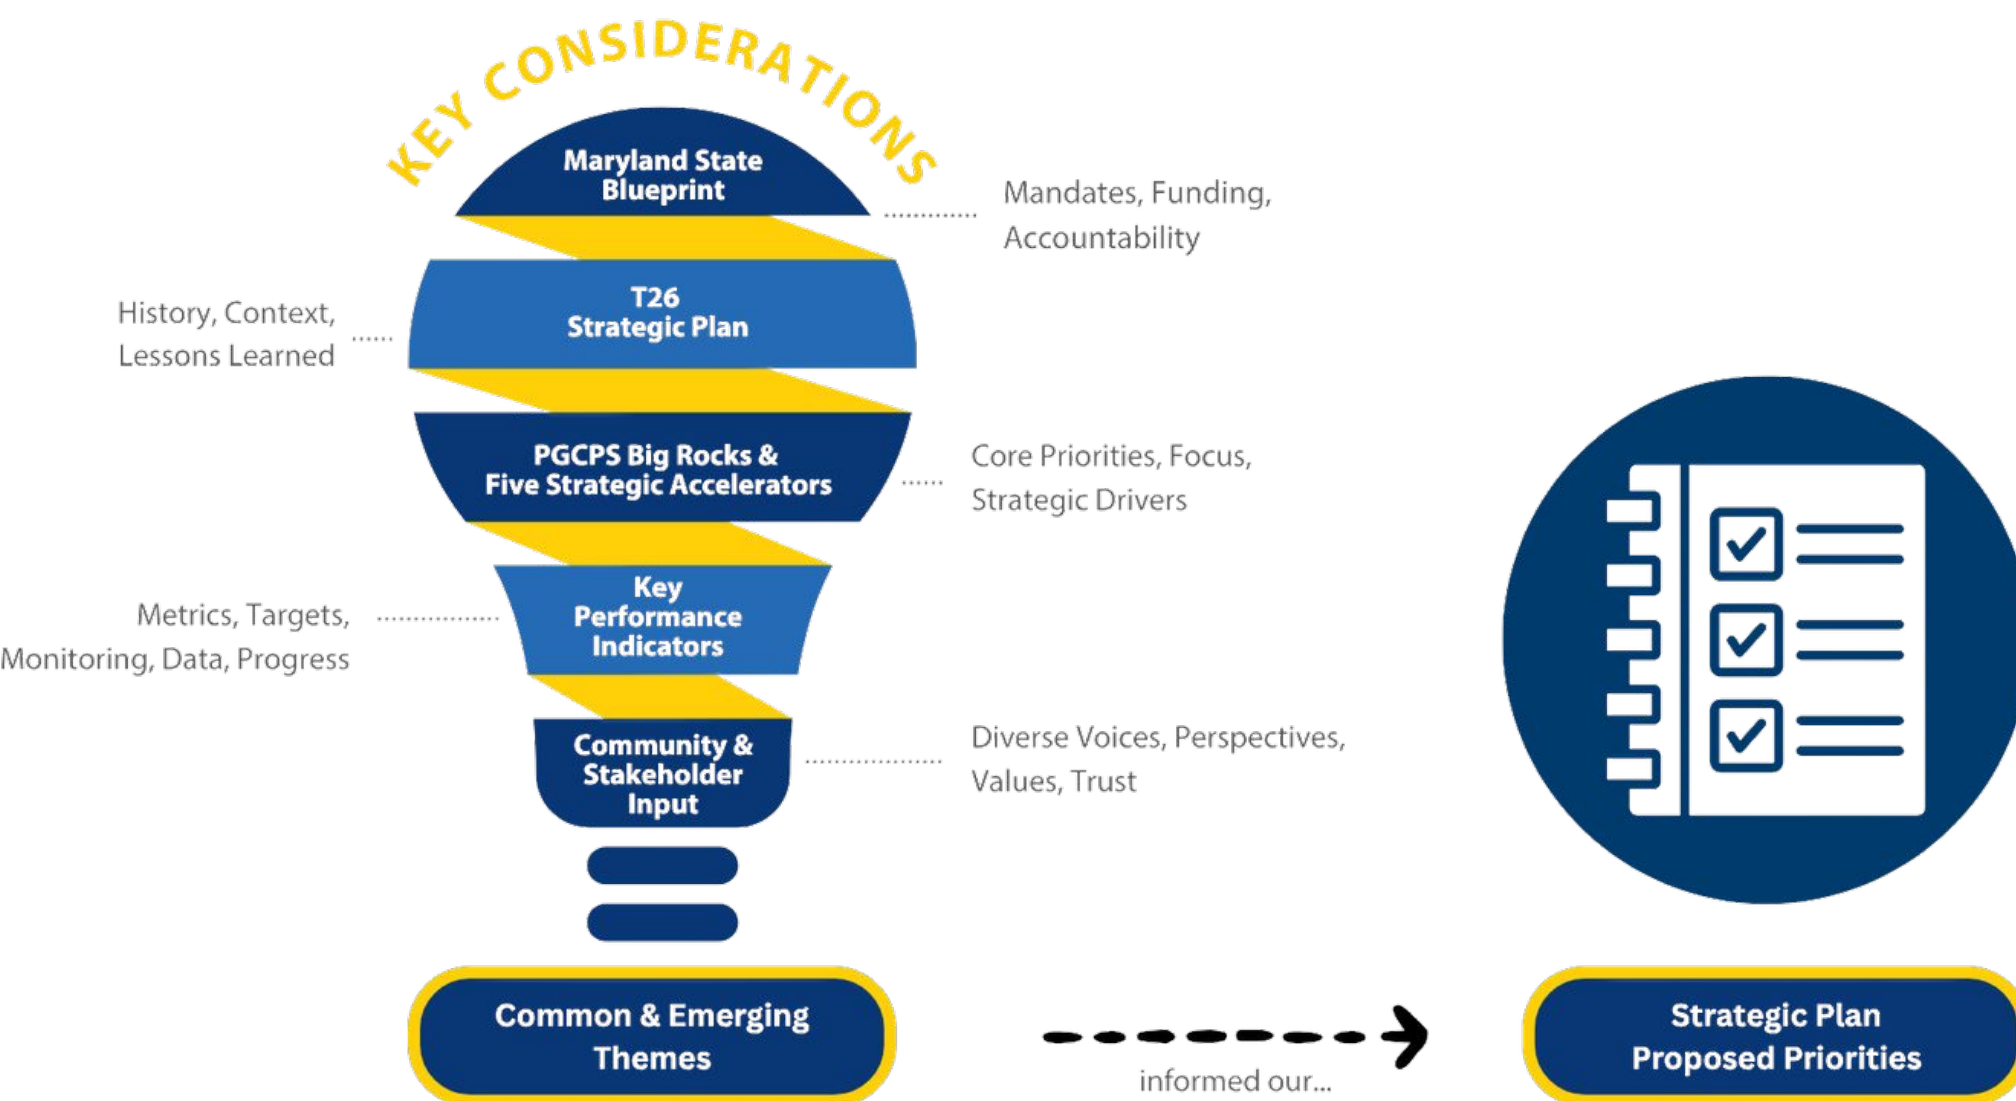 KEY CONSIDERATIONS
Maryland State
Blueprint
Mandates, Funding,
Accountability
T26
Strategic Plan
History, Context,
Lessons Learned
PGCPS Big Rocks &
Five Strategic Accelerators
Core Priorities, Focus,
Strategic Drivers
Key
Performance
Indicators
Metrics, Targets,
Monitoring, Data, Progress
Community &
Stakeholder
Input
Diverse Voices, Perspectives,
Values, Trust
Common & Emerging
Themes
informed our...
Strategic Plan
Proposed Priorities